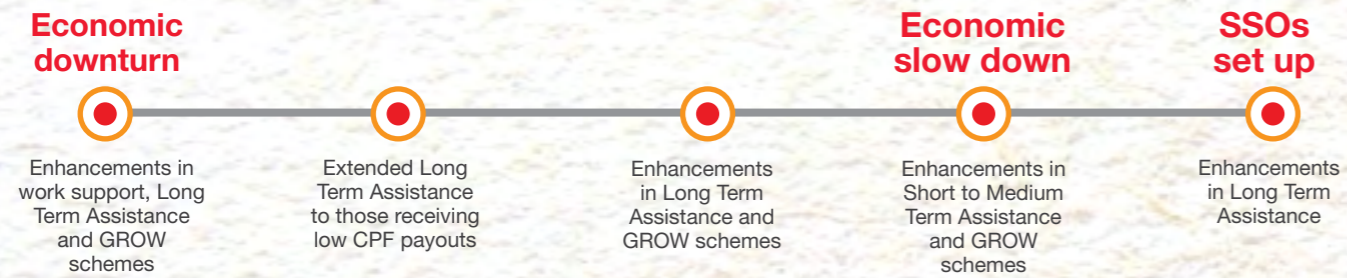 Economic
downturn
Economic
slow down
SSOs
set up
Enhancements in
work support, Long
Term Assistance
and GROW
schemes
Extended Long
Term Assistance
to those receiving
low CPF payouts
Enhancements
in Long Term
Assistance and
GROW schemes
Enhancements in
Short to Medium
Term Assistance
and GROW
schemes
Enhancements
in Long Term
Assistance